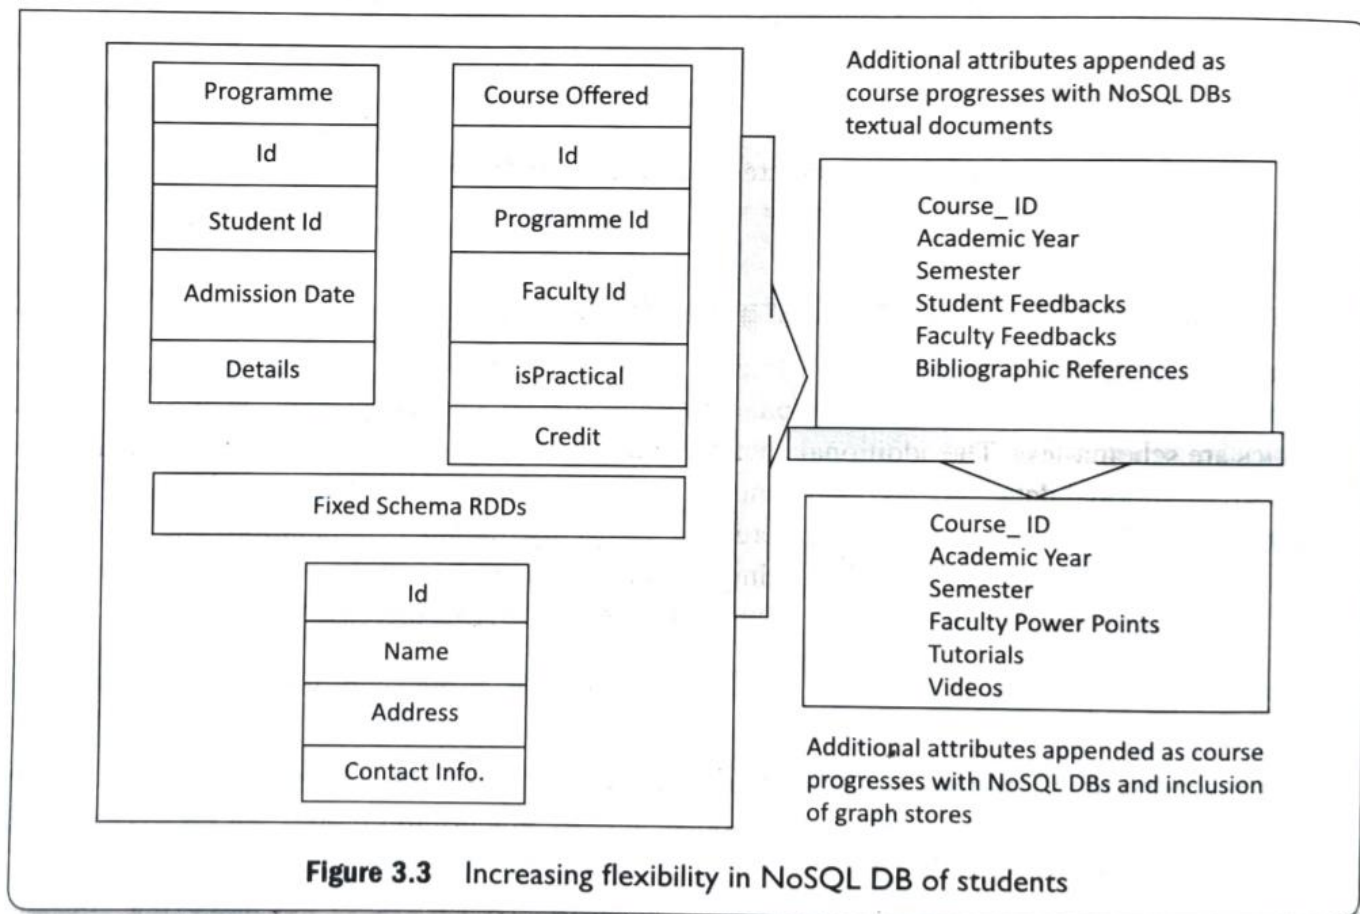 Programme
Id
Student Id
Admission Date
Details
Course Offered
Id
Programme Id
Faculty Id
isPractical
Credit
Fixed Schema RDDs
Id
Name
Address
Contact Info.
Additional attributes appended as
course progresses with NoSQL DBs
textual documents
Course_ ID
Academic Year
Semester
Student Feedbacks
Faculty Feedbacks
Bibliographic References
Course_ ID
Academic Year
Semester
Faculty Power Points
Tutorials
Videos
Additional attributes appended as course
progresses with NoSQL DBs and inclusion
of graph stores
Figure 3.3 Increasing flexibility in NoSQL DB of students